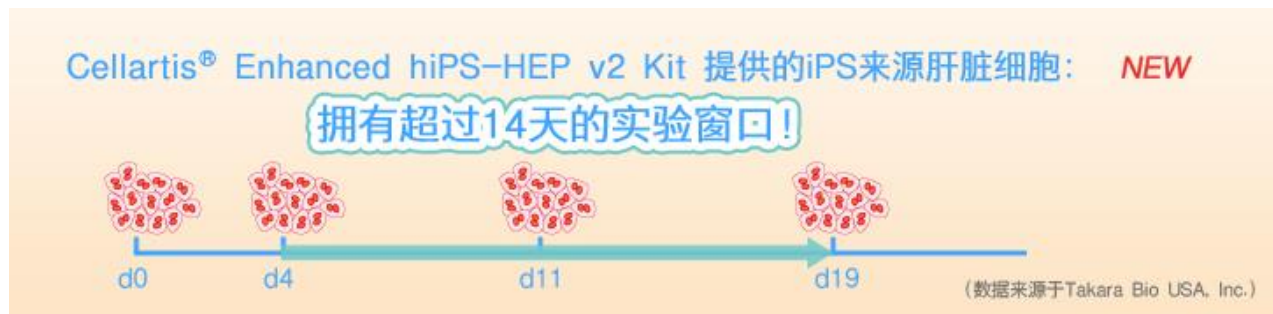 Cellartis® Enhanced hiPS-HEP v2 Kit 提供的iPS来源肝脏细胞： NEW
拥有超过14天的实验窗口！
d0 d4 d11 d19
（数据来源于Takara Bio USA, Inc.）